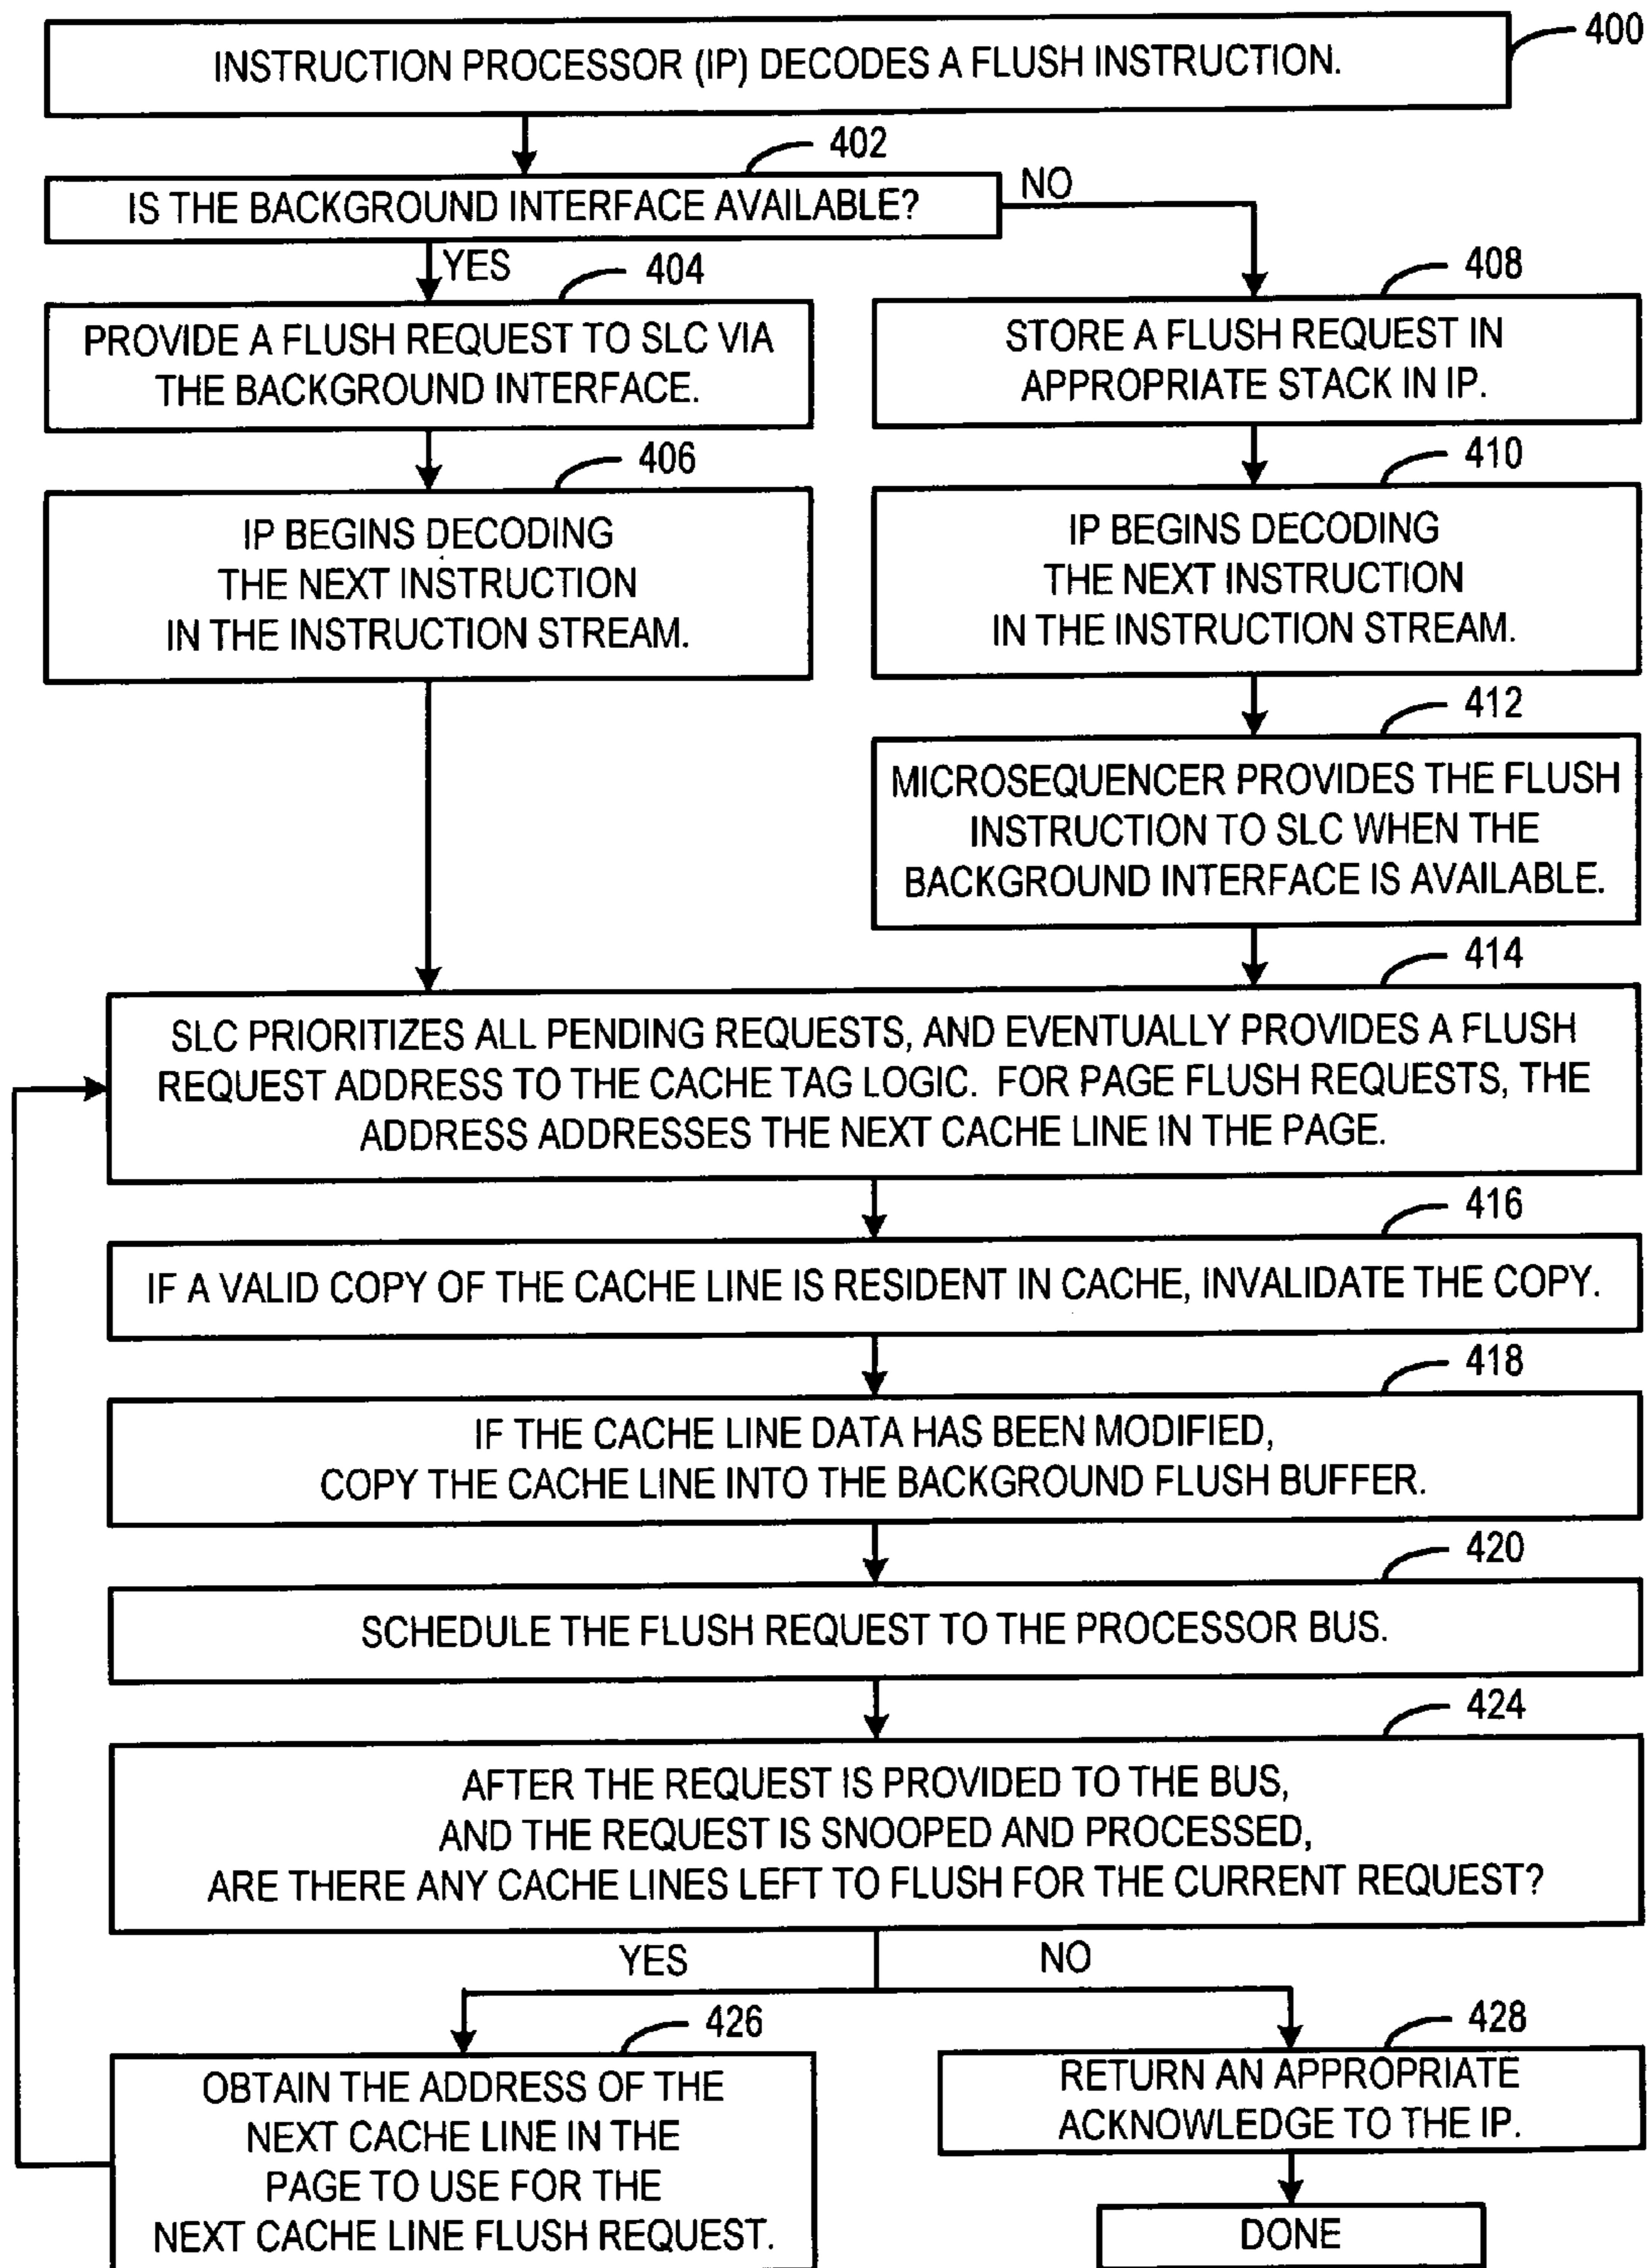 400
INSTRUCTION PROCESSOR (IP) DECODES A FLUSH INSTRUCTION.
402
IS THE BACKGROUND INTERFACE AVAILABLE?
NO
YES
404
PROVIDE A FLUSH REQUEST TO SLC VIA
THE BACKGROUND INTERFACE.
406
IP BEGINS DECODING
THE NEXT INSTRUCTION
IN THE INSTRUCTION STREAM.
408
STORE A FLUSH REQUEST IN
APPROPRIATE STACK IN IP.
410
IP BEGINS DECODING
THE NEXT INSTRUCTION
IN THE INSTRUCTION STREAM.
412
MICROSEQUENCER PROVIDES THE FLUSH
INSTRUCTION TO SLC WHEN THE
BACKGROUND INTERFACE IS AVAILABLE.
414
SLC PRIORITIZES ALL PENDING REQUESTS, AND EVENTUALLY PROVIDES A FLUSH
REQUEST ADDRESS TO THE CACHE TAG LOGIC. FOR PAGE FLUSH REQUESTS, THE
ADDRESS ADDRESSES THE NEXT CACHE LINE IN THE PAGE.
416
IF A VALID COPY OF THE CACHE LINE IS RESIDENT IN CACHE, INVALIDATE THE COPY.
418
IF THE CACHE LINE DATA HAS BEEN MODIFIED,
COPY THE CACHE LINE INTO THE BACKGROUND FLUSH BUFFER.
420
SCHEDULE THE FLUSH REQUEST TO THE PROCESSOR BUS.
424
AFTER THE REQUEST IS PROVIDED TO THE BUS,
AND THE REQUEST IS SNOOPED AND PROCESSED,
ARE THERE ANY CACHE LINES LEFT TO FLUSH FOR THE CURRENT REQUEST?
YES
NO
426
OBTAIN THE ADDRESS OF THE
NEXT CACHE LINE IN THE
PAGE TO USE FOR THE
NEXT CACHE LINE FLUSH REQUEST.
428
RETURN AN APPROPRIATE
ACKNOWLEDGE TO THE IP.
DONE